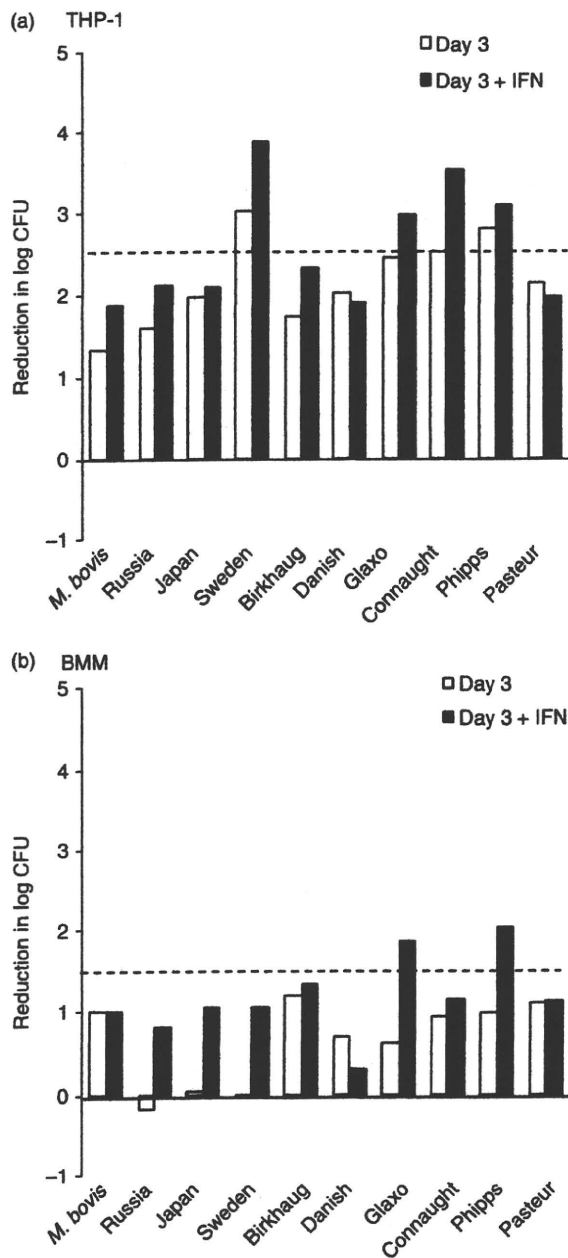 (a) THP-1
Day 3
Day 3 + IFN
5
4
3
2
1
0
–1
Reduction in log CFU
M. bovis
Russia
Japan
Sweden
Birkhaug
Danish
Glaxo
Connaught
Phipps
Pasteur
(b) BMM
Day 3
Day 3 + IFN
5
4
3
2
1
0
–1
Reduction in log CFU
M. bovis
Russia
Japan
Sweden
Birkhaug
Danish
Glaxo
Connaught
Phipps
Pasteur